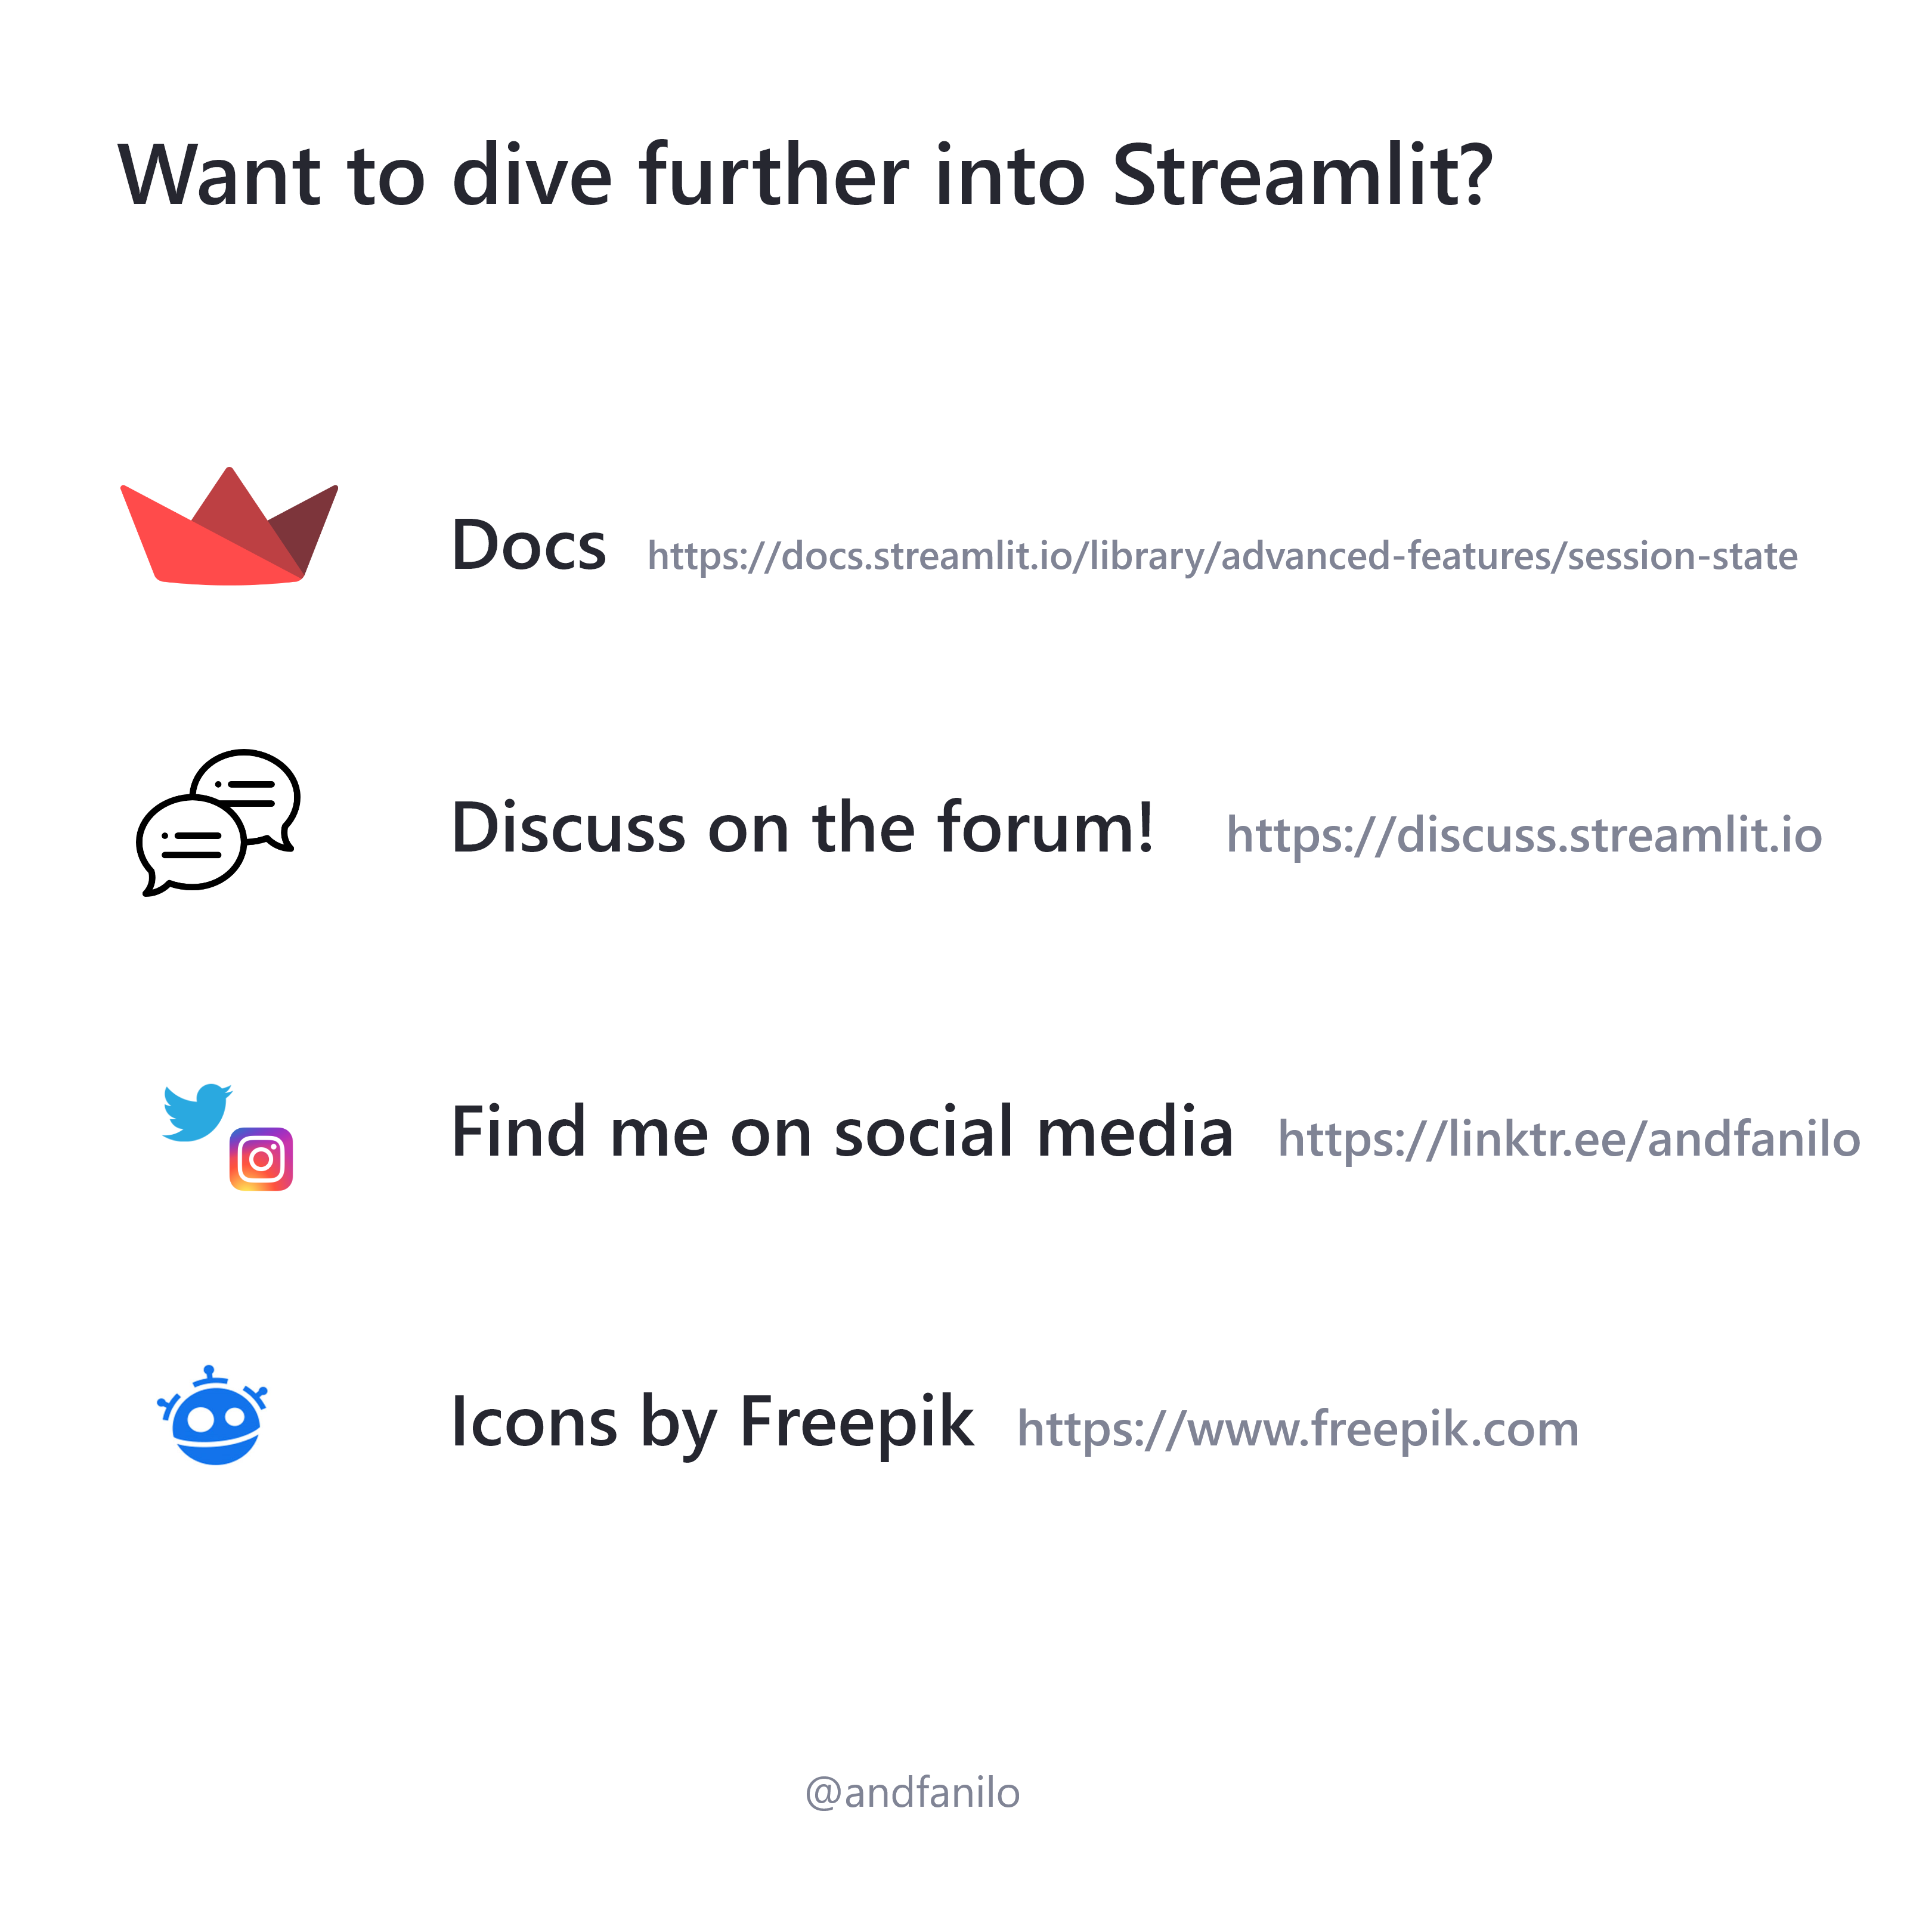 Want to dive further into Streamlit?
Docs https://docs.streamlit.io/library/advanced-features/session-state
Discuss on the forum! https://discuss.streamlit.io
Find me on social media https://linktr.ee/andfanilo
Icons by Freepik https://www.freepik.com
@andfanilo